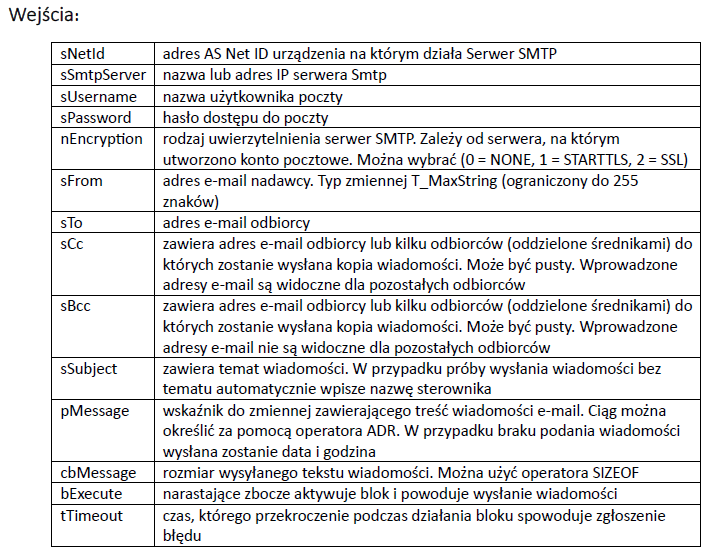 Wejścia:
sNetId adres AS Net ID urządzenia na którym działa Serwer SMTP
sSmtpServer nazwa lub adres IP serwera Smtp
sUsername nazwa użytkownika poczty
sPassword hasło dostępu do poczty
nEncryption rodzaj uwierzytelnienia serwer SMTP. Zależy od serwera, na którym
utworzono konto pocztowe. Można wybrać (0 = NONE, 1 = STARTTLS, 2 = SSL)
sFrom adres e-mail nadawcy. Typ zmiennej T_MaxString (ograniczony do 255
znaków)
sTo adres e-mail odbiorcy
sCc zawiera adres e-mail odbiorcy lub kilku odbiorców (oddzielone średnikami) do
których zostanie wysłana kopia wiadomości. Może być pusty. Wprowadzone
adresy e-mail są widoczne dla pozostałych odbiorców
sBcc zawiera adres e-mail odbiorcy lub kilku odbiorców (oddzielone średnikami) do
których zostanie wysłana kopia wiadomości. Może być pusty. Wprowadzone
adresy e-mail nie są widoczne dla pozostałych odbiorców
sSubject zawiera temat wiadomości. W przypadku próby wysłania wiadomości bez
tematu automatycznie wpisze nazwę sterownika
pMessage wskaźnik do zmiennej zawierającego treść wiadomości e-mail. Ciąg można
określić za pomocą operatora ADR. W przypadku braku podania wiadomości
wysłana zostanie data i godzina
cbMessage rozmiar wysyłanego tekstu wiadomości. Można użyć operatora SIZEOF
bExecute narastające zbocze aktywuje blok i powoduje wysłanie wiadomości
tTimeout czas, którego przekroczenie podczas działania bloku spowoduje zgłoszenie
błędu